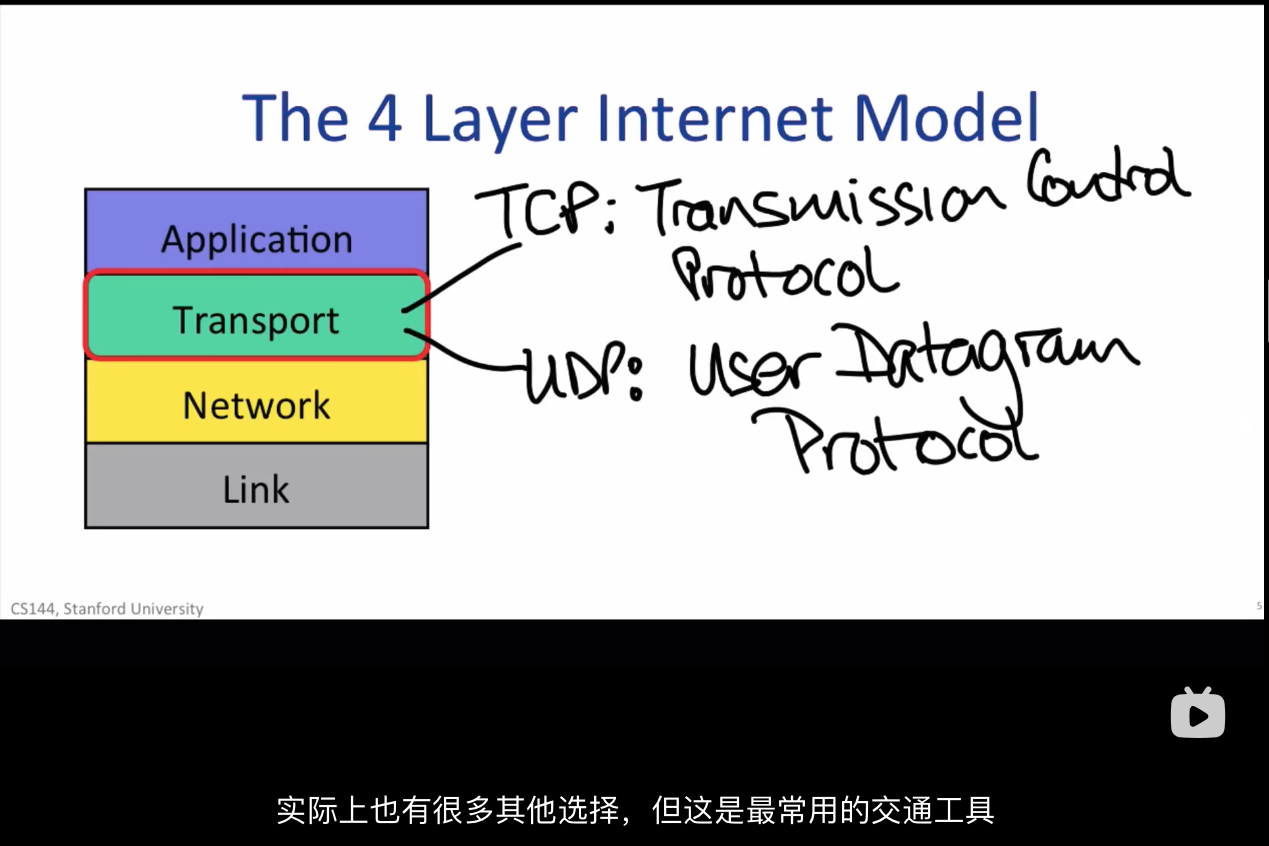 The 4 Layer Internet Model
TCP: Transmission Control
Protocol
Application
Transport
Network
Link
UDP: User Datagram
Protocol
CS144, Stanford University
5
实际上也有很多其他选择，但这是最常用的交通工具